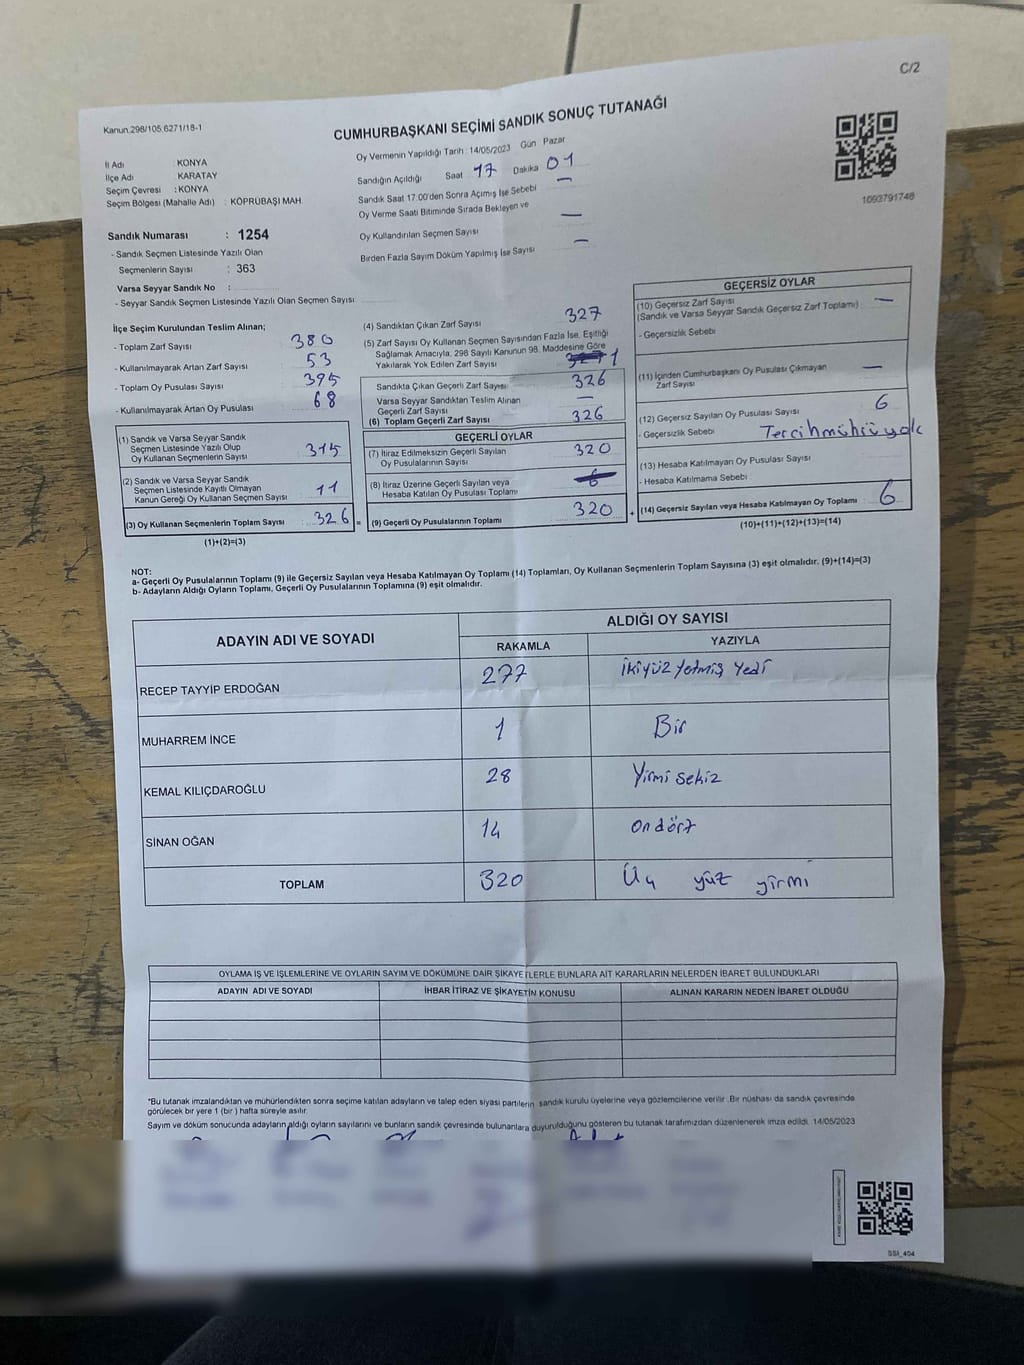 C/2
Kanun.298/105,6271/18-1
CUMHURBAŞKANI SEÇİMİ SANDIK SONUÇ TUTANAĞI
1093791748
İl Adı : KONYA
İlçe Adı : KARATAY
Seçim Çevresi : KONYA
Seçim Bölgesi (Mahalle Adı) : KÖPRÜBAŞI MAH.
Sandık Numarası : 1254
- Sandık Seçmen Listesinde Yazılı Olan
Seçmenlerin Sayısı : 363
Varsa Seyyar Sandık No :
- Seyyar Sandık Seçmen Listesinde Yazılı Olan Seçmen Sayısı
Oy Vermenin Yapıldığı Tarih : 14/05/2023 Gün Pazar
Sandığın Açıldığı Saat 17 Dakika 01
Sandık Saat 17:00'den Sonra Açımış İse Sebebi —
Oy Verme Saati Bitiminde Sırada Bekleyen ve
Oy Kullandırılan Seçmen Sayısı —
Birden Fazla Sayım Döküm Yapılmış İse Sayısı —
İlçe Seçim Kurulundan Teslim Alınan;
- Toplam Zarf Sayısı 380
- Kullanılmayarak Artan Zarf Sayısı 53
- Toplam Oy Pusulası Sayısı 395
- Kullanılmayarak Artan Oy Pusulası 68
(1) Sandık ve Varsa Seyyar Sandık
Seçmen Listesinde Yazılı Olup
Oy Kullanan Seçmenlerin Sayısı 315
(2) Sandık ve Varsa Seyyar Sandık
Seçmen Listesinde Kayıtlı Olmayan
Kanun Gereği Oy Kullanan Seçmen Sayısı 11
(3) Oy Kullanan Seçmenlerin Toplam Sayısı 326 =
(1)+(2)=(3)
(4) Sandıktan Çıkan Zarf Sayısı 327
(5) Zarf Sayısı Oy Kullanan Seçmen Sayısından Fazla İse, Eşitliği
Sağlamak Amacıyla, 298 Sayılı Kanunun 98. Maddesine Göre
Yakılarak Yok Edilen Zarf Sayısı 1
Sandıkta Çıkan Geçerli Zarf Sayısı 326
Varsa Seyyar Sandıktan Teslim Alınan
Geçerli Zarf Sayısı —
(6) Toplam Geçerli Zarf Sayısı 326
GEÇERLİ OYLAR
(7) İtiraz Edilmeksizin Geçerli Sayılan
Oy Pusulalarının Sayısı 320
(8) İtiraz Üzerine Geçerli Sayılan veya
Hesaba Katılan Oy Pusulası Toplamı 6
(9) Geçerli Oy Pusulalarının Toplamı 320 +
GEÇERSİZ OYLAR
(10) Geçersiz Zarf Sayısı —
(Sandık ve Varsa Seyyar Sandık Geçersiz Zarf Toplamı)
- Geçersizlik Sebebi
(11) İçinden Cumhurbaşkanı Oy Pusulası Çıkmayan
Zarf Sayısı —
(12) Geçersiz Sayılan Oy Pusulası Sayısı 6
- Geçersizlik Sebebi Tercih mührü yok
(13) Hesaba Katılmayan Oy Pusulası Sayısı
- Hesaba Katılmama Sebebi
(14) Geçersiz Sayılan veya Hesaba Katılmayan Oy Toplamı 6
(10)+(11)+(12)+(13)=(14)
NOT:
a- Geçerli Oy Pusulalarının Toplamı (9) ile Geçersiz Sayılan veya Hesaba Katılmayan Oy Toplamı (14) Toplamları, Oy Kullanan Seçmenlerin Toplam Sayısına (3) eşit olmalıdır. (9)+(14)=(3)
b- Adayların Aldığı Oyların Toplamı, Geçerli Oy Pusulalarının Toplamına (9) eşit olmalıdır.
ADAYIN ADI VE SOYADI
ALDIĞI OY SAYISI
RAKAMLA YAZIYLA
RECEP TAYYİP ERDOĞAN 277 İkiyüz Yetmiş Yedi
MUHARREM İNCE 1 Bir
KEMAL KILIÇDAROĞLU 28 Yirmi sekiz
SİNAN OĞAN 14 on dört
TOPLAM 320 Üç yüz yirmi
OYLAMA İŞ VE İŞLEMLERİNE VE OYLARIN SAYIM VE DÖKÜMÜNE DAİR ŞİKAYETLERLE BUNLARA AİT KARARLARIN NELERDEN İBARET BULUNDUKLARI
ADAYIN ADI VE SOYADI İHBAR İTİRAZ VE ŞİKAYETİN KONUSU ALINAN KARARIN NEDEN İBARET OLDUĞU
*Bu tutanak imzalandıktan ve mühürlendikten sonra seçime katılan adayların ve talep eden siyasi partilerin sandık kurulu üyelerine veya gözlemcilerine verilir. Bir nüshası da sandık çevresinde
görülecek bir yere 1 (bir) hafta süreyle asılır.
Sayım ve döküm sonucunda adayların aldığı oyların sayılarını ve bunların sandık çevresinde bulunanlara duyurulduğunu gösteren bu tutanak tarafımızdan düzenlenerek imza edildi. 14/05/2023
SSI_404